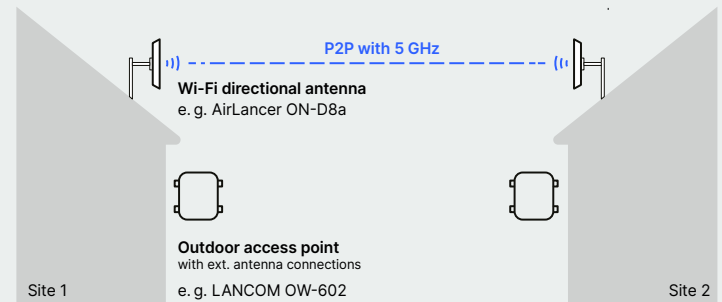 P2P with 5 GHz
Wi-Fi directional antenna
e. g. AirLancer ON-D8a
Outdoor access point
with ext. antenna connections
Site 1
e. g. LANCOM OW-602
Site 2